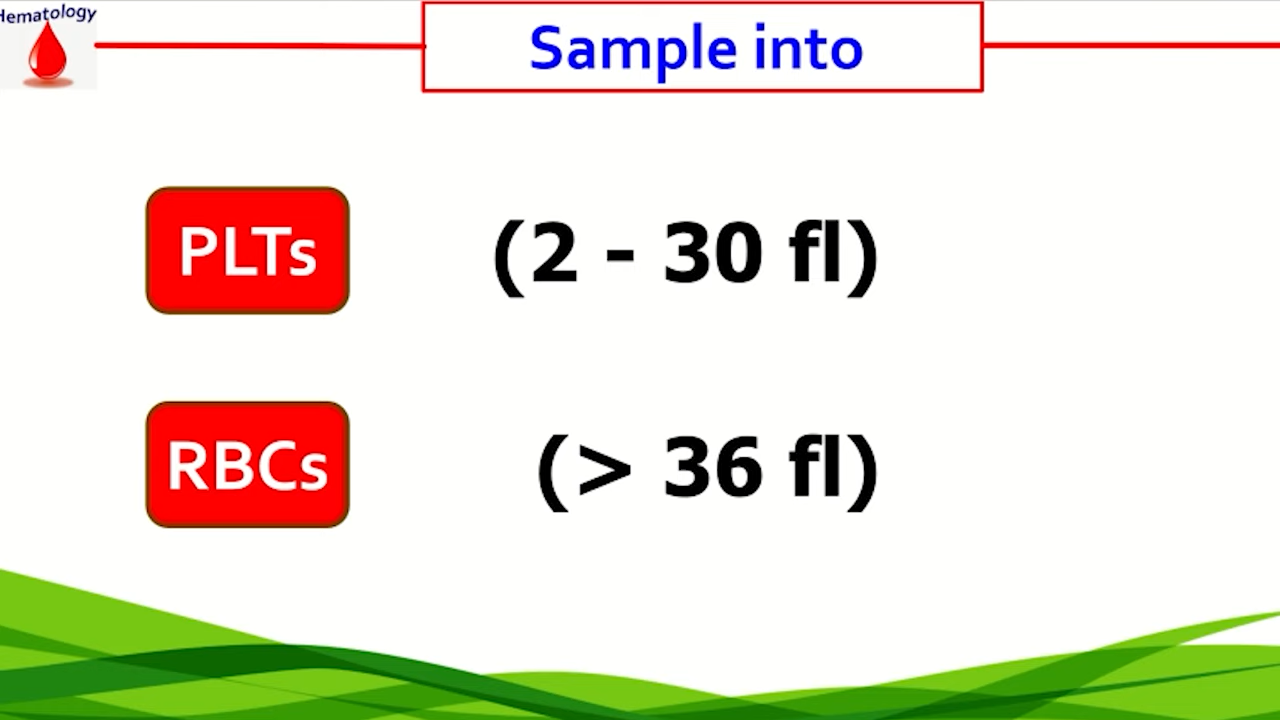 Hematology
Sample into
PLTs (2 - 30 fl)
RBCs (> 36 fl)